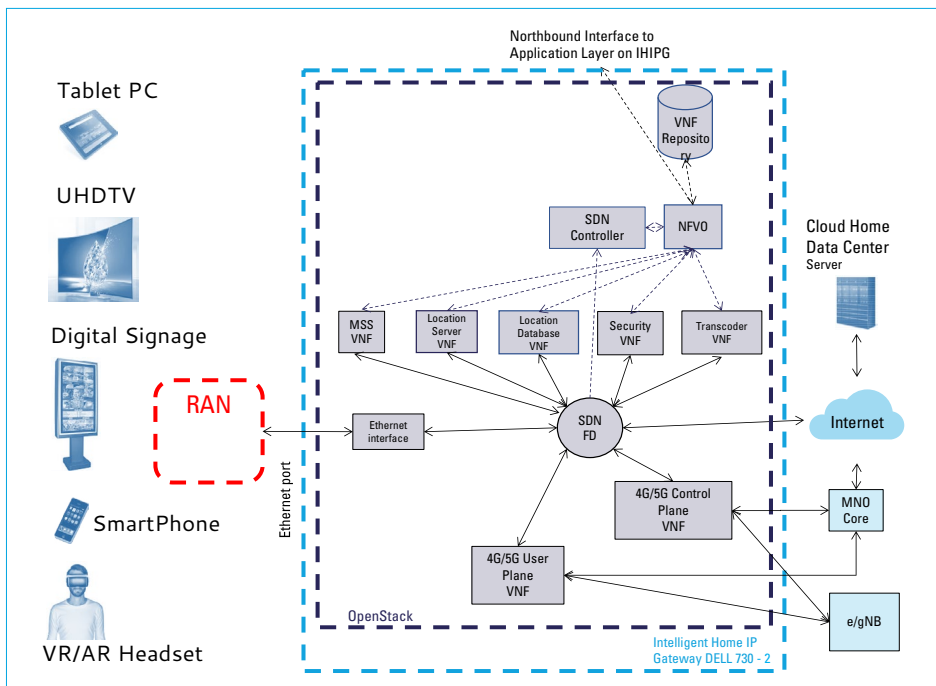 Northbound Interface to
Application Layer on IHIPG
Tablet PC
UHDTV
Digital Signage
SmartPhone
VR/AR Headset
RAN
Ethernet port
VNF
Reposito
ry
SDN
Controller
NFVO
MSS
VNF
Location
Server
VNF
Location
Database
VNF
Security
VNF
Transcoder
VNF
Ethernet
interface
SDN
FD
4G/5G Control
Plane
VNF
4G/5G User
Plane
VNF
OpenStack
Intelligent Home IP
Gateway DELL 730 - 2
Cloud Home
Data Center
Server
Internet
MNO
Core
e/gNB